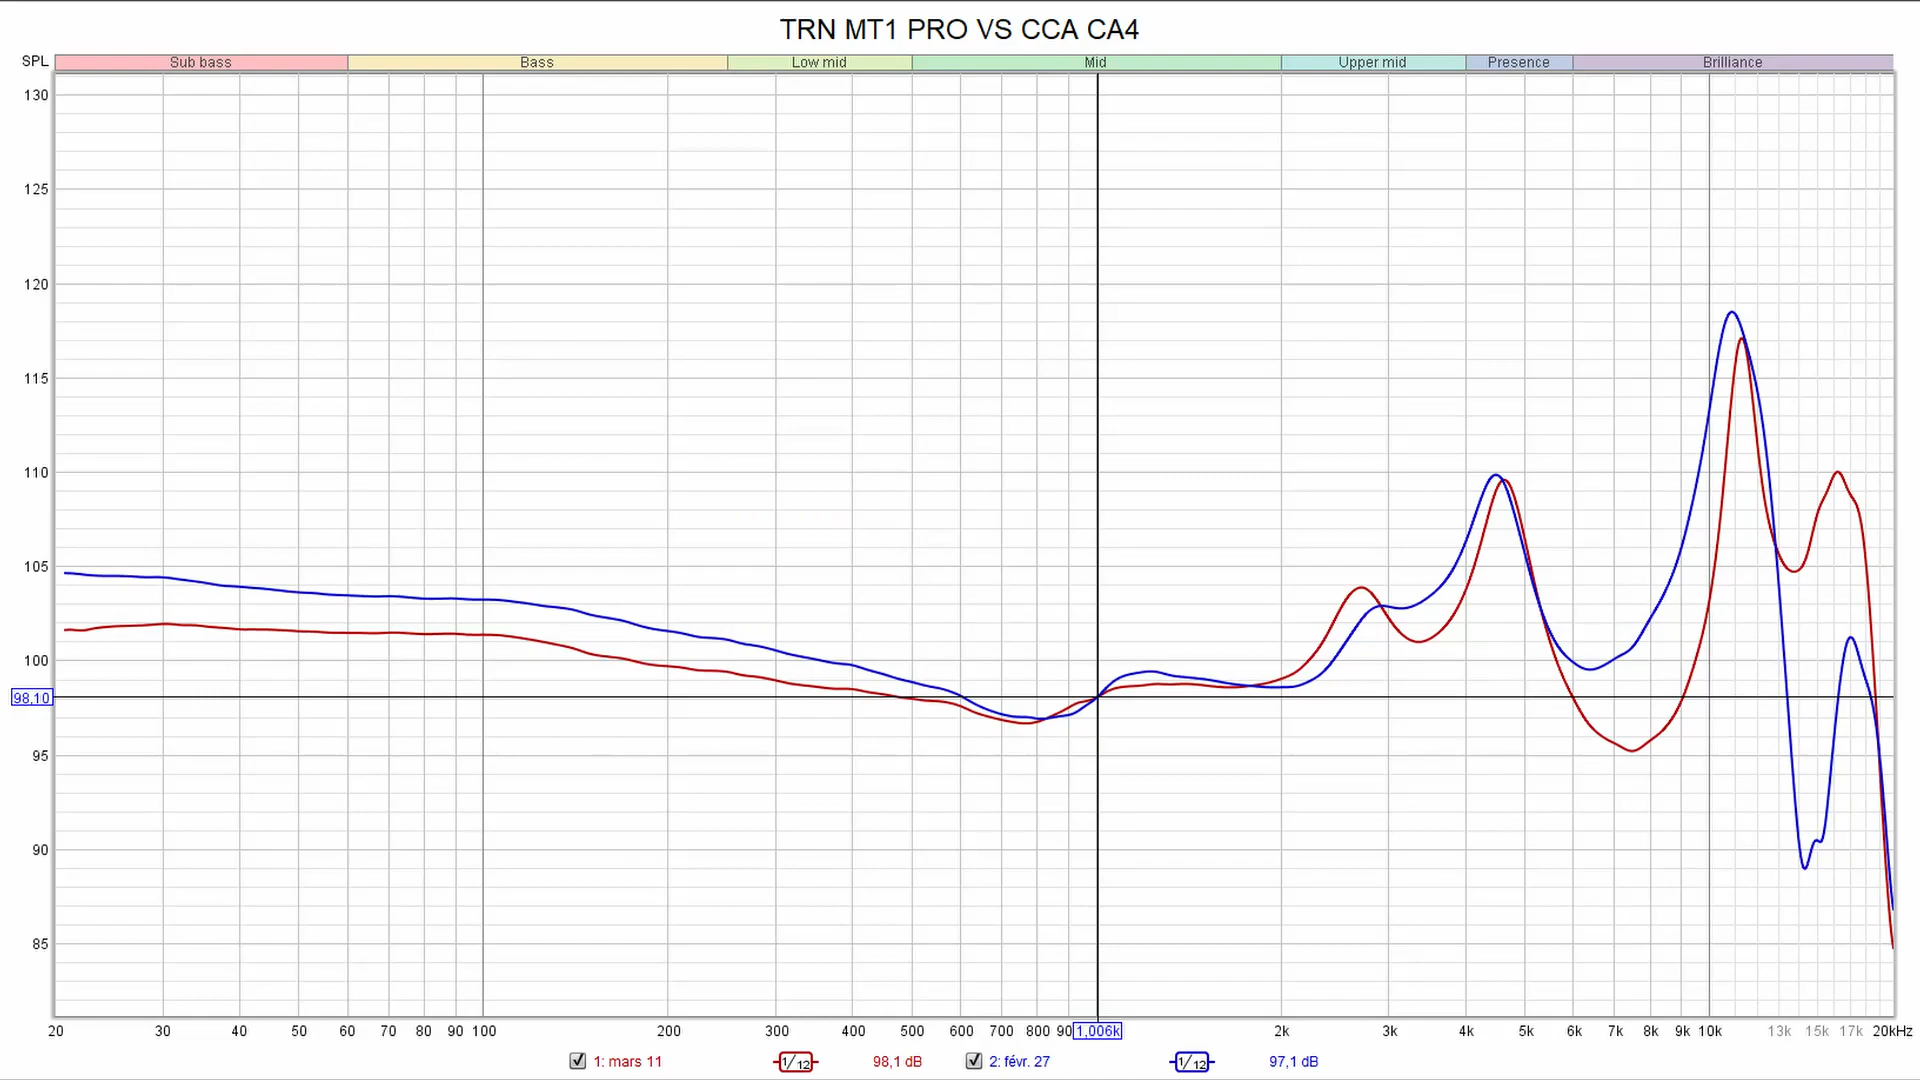 TRN MT1 PRO VS CCA CA4
SPL Sub bass Bass Low mid Mid Upper mid Presence Brilliance
130
125
120
115
110
105
100
98,10
95
90
85
20 30 40 50 60 70 80 90 100 200 300 400 500 600 700 800 90 1,006k 2k 3k 4k 5k 6k 7k 8k 9k 10k 13k 15k 17k 20kHz
1: mars 11 1/12 98,1 dB 2: févr. 27 1/12 97,1 dB